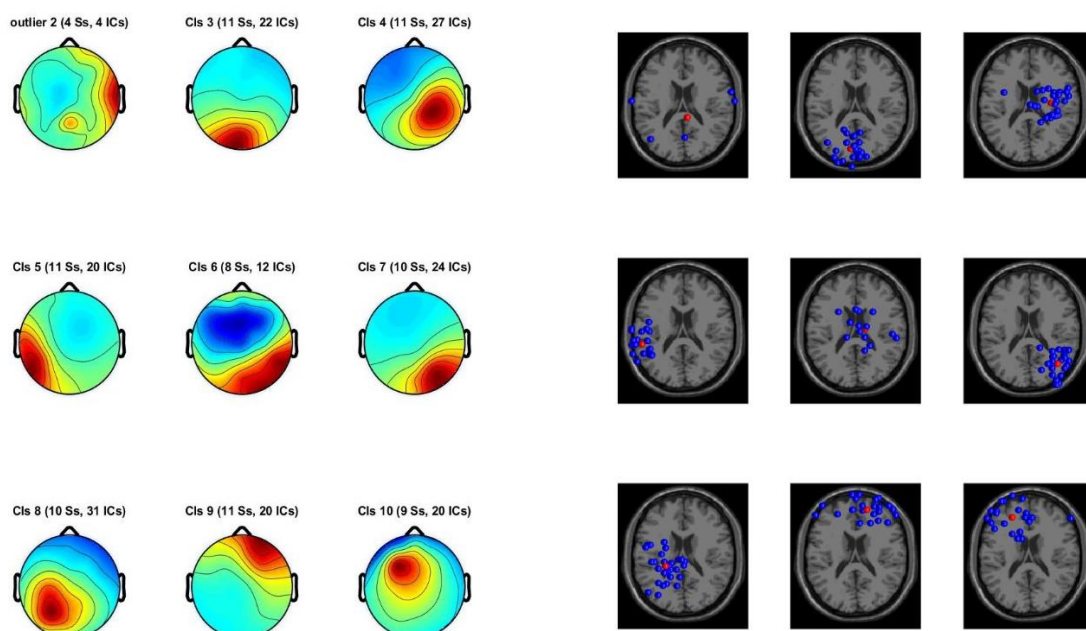 outlier 2 (4 Ss, 4 ICs)
Cls 3 (11 Ss, 22 ICs)
Cls 4 (11 Ss, 27 ICs)
Cls 5 (11 Ss, 20 ICs)
Cls 6 (8 Ss, 12 ICs)
Cls 7 (10 Ss, 24 ICs)
Cls 8 (10 Ss, 31 ICs)
Cls 9 (11 Ss, 20 ICs)
Cls 10 (9 Ss, 20 ICs)